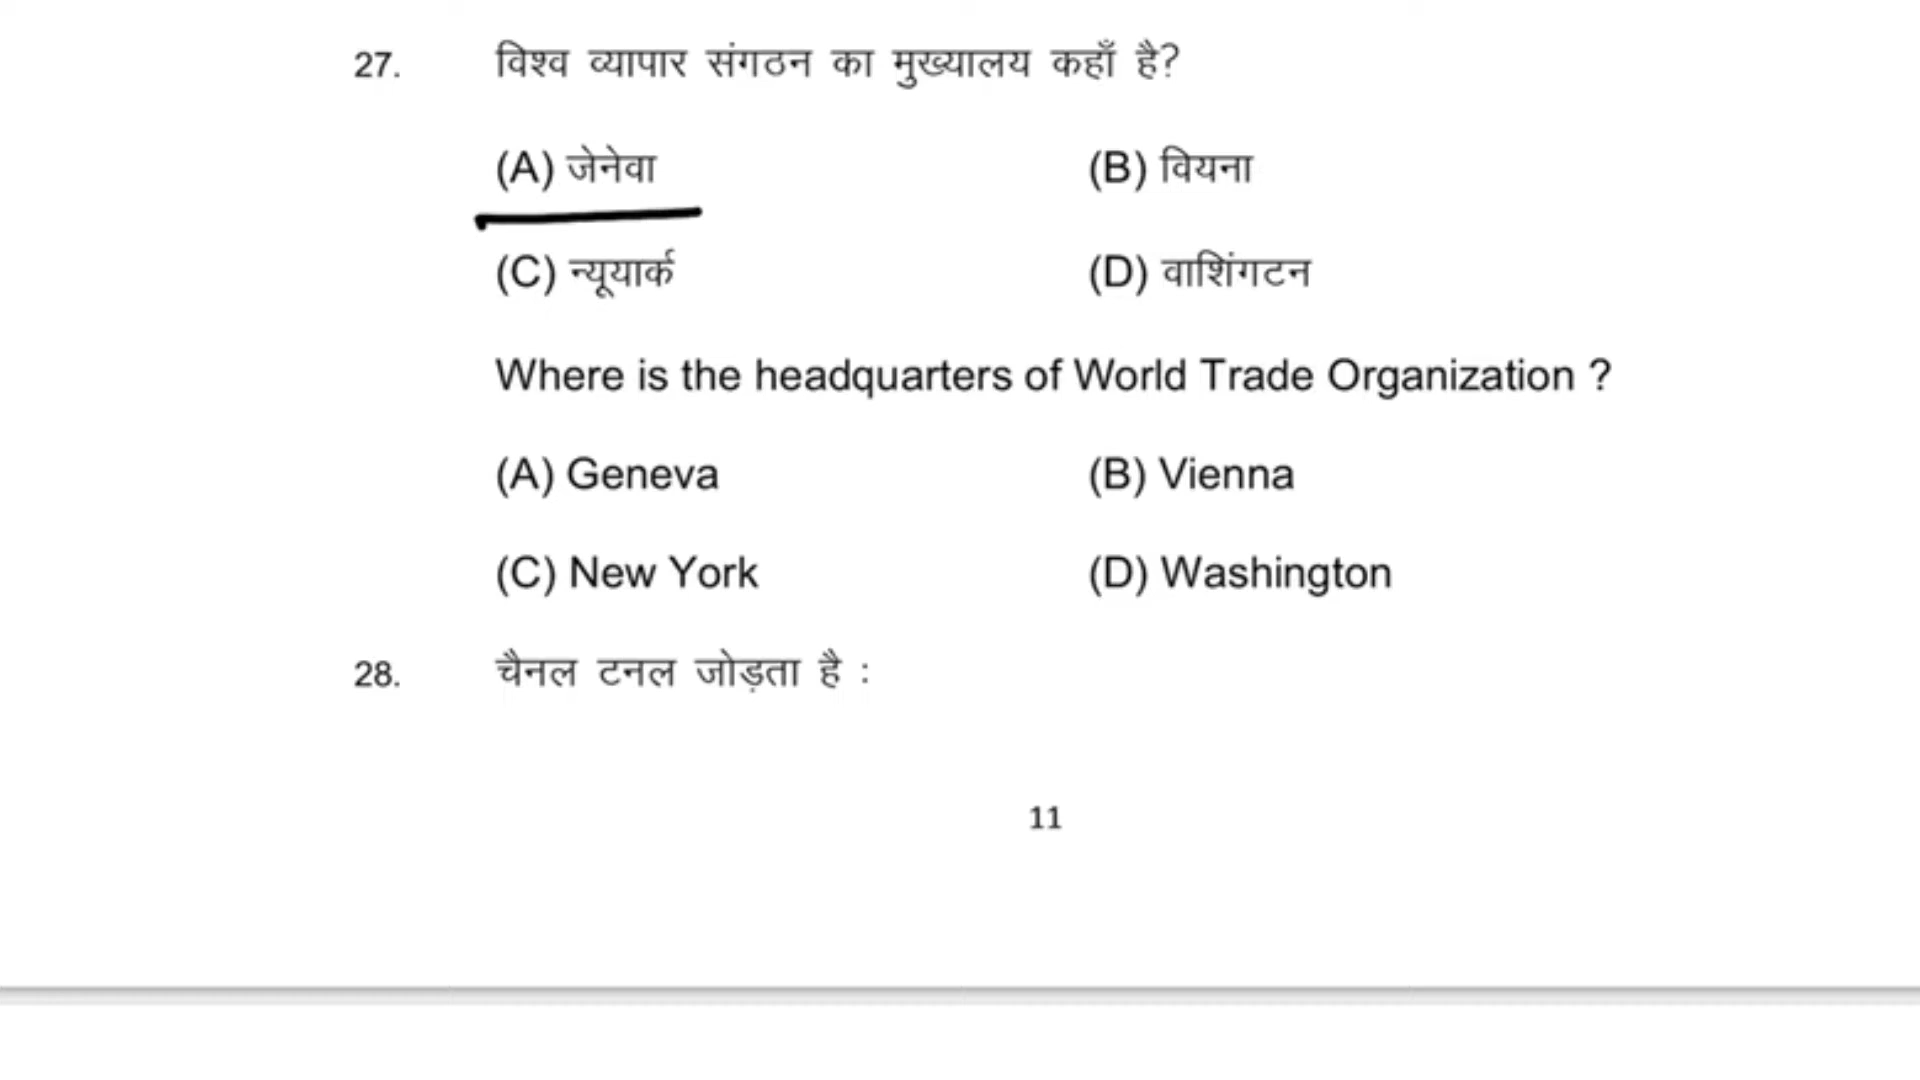 27. विश्व व्यापार संगठन का मुख्यालय कहाँ है?
(A) जेनेवा (B) वियना
(C) न्यूयार्क (D) वाशिंगटन
Where is the headquarters of World Trade Organization ?
(A) Geneva (B) Vienna
(C) New York (D) Washington
28. चैनल टनल जोड़ता है :
11